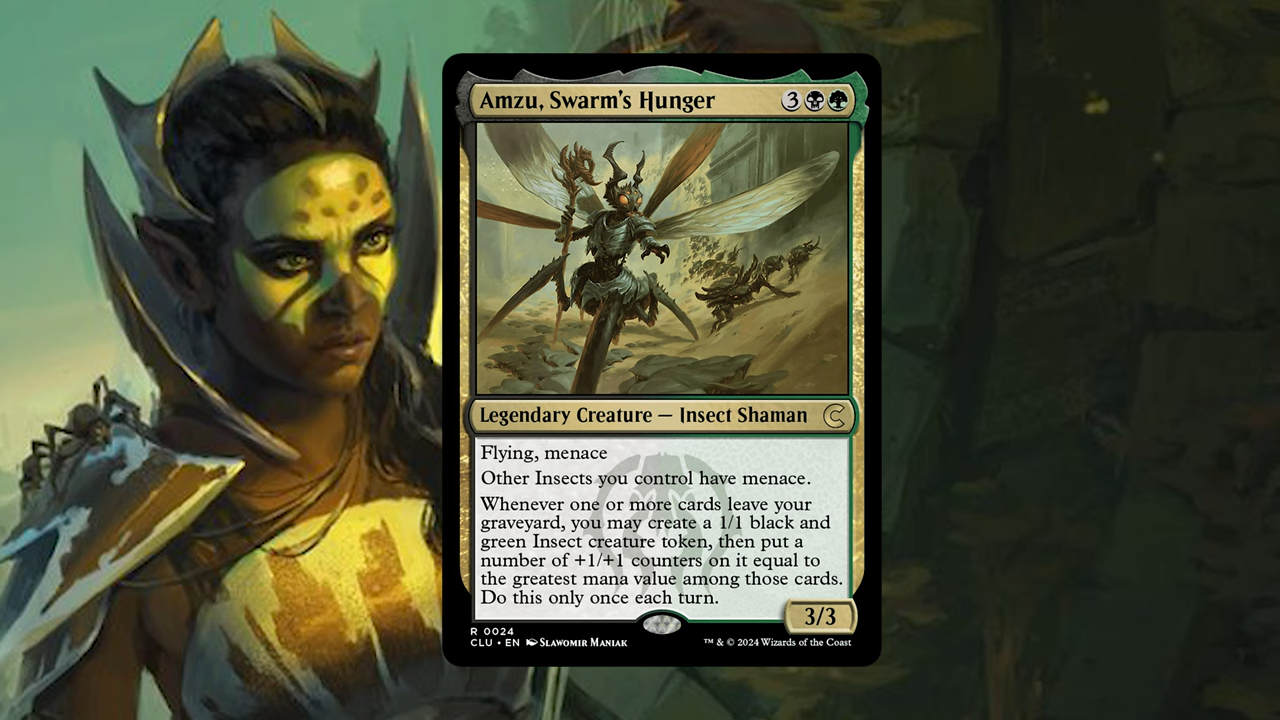 Amzu, Swarm's Hunger 3
Legendary Creature — Insect Shaman
Flying, menace
Other Insects you control have menace.
Whenever one or more cards leave your
graveyard, you may create a 1/1 black and
green Insect creature token, then put a
number of +1/+1 counters on it equal to
the greatest mana value among those cards.
Do this only once each turn.
3/3
R 0024
CLU • EN Slawomir Maniak
™ & © 2024 Wizards of the Coast